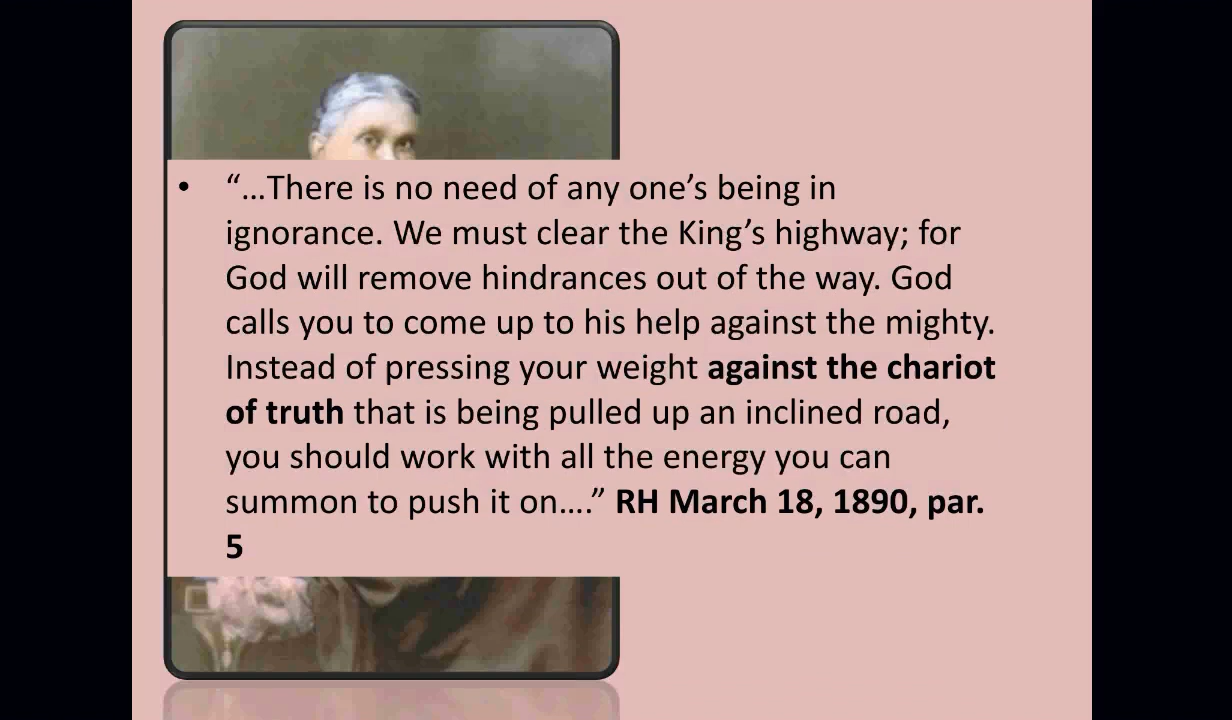 • “…There is no need of any one’s being in
ignorance. We must clear the King’s highway; for
God will remove hindrances out of the way. God
calls you to come up to his help against the mighty.
Instead of pressing your weight against the chariot
of truth that is being pulled up an inclined road,
you should work with all the energy you can
summon to push it on….” RH March 18, 1890, par.
5